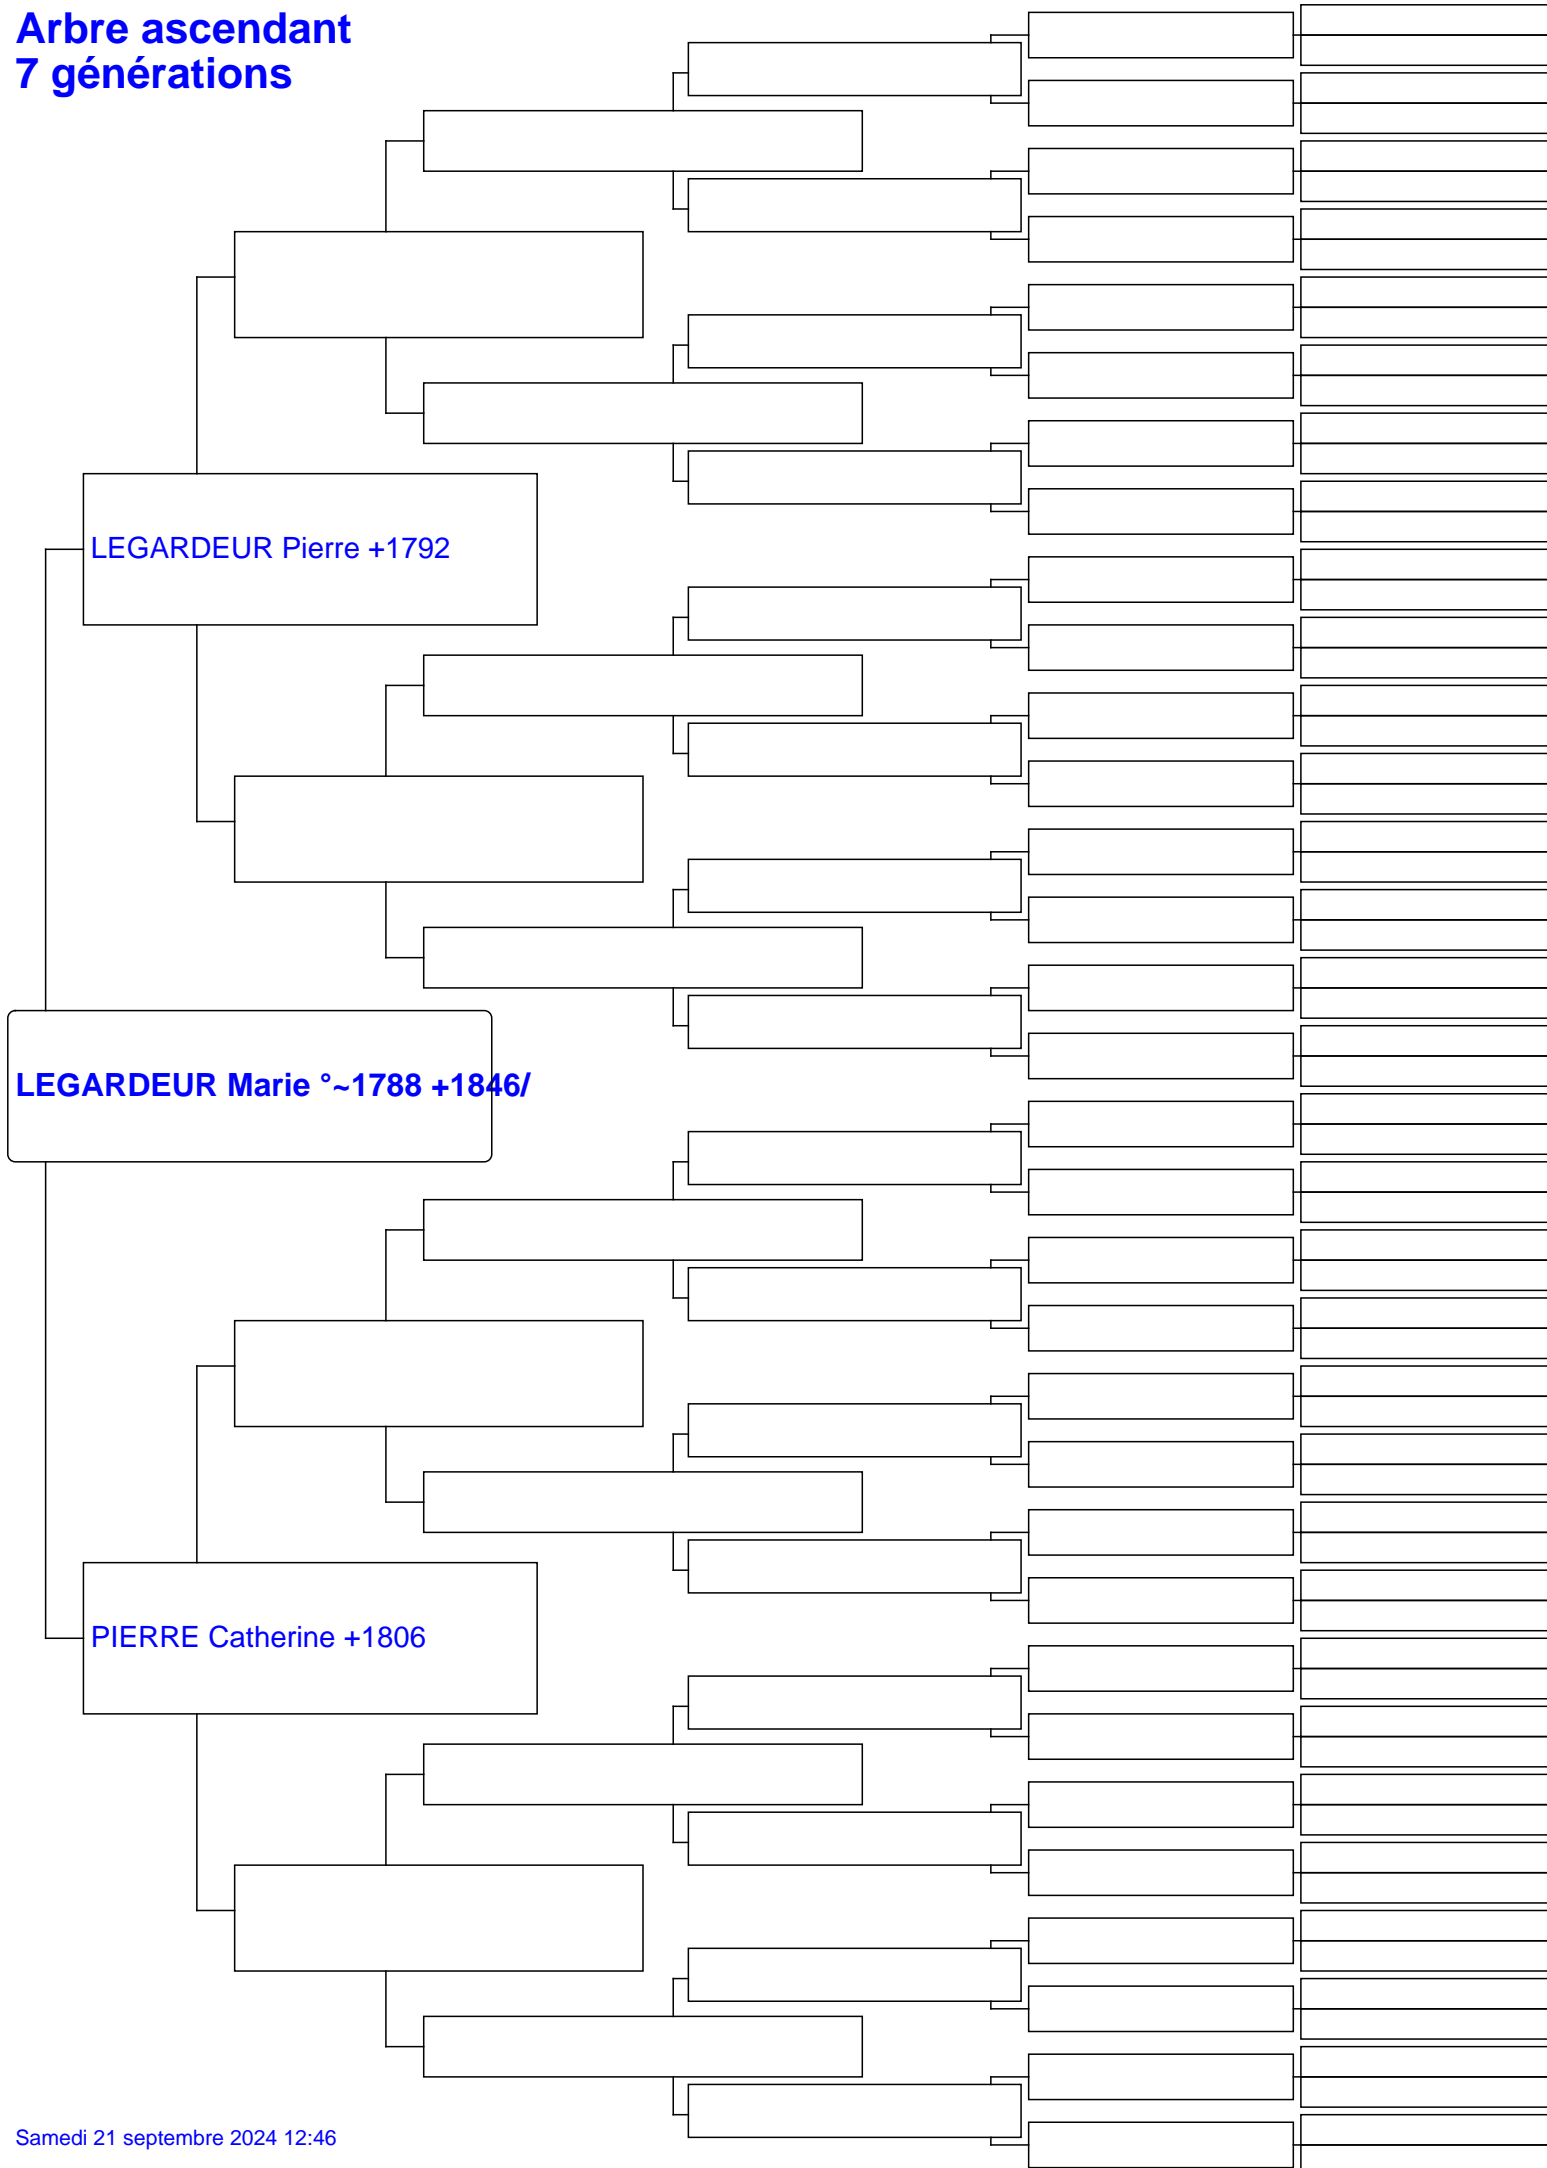 Arbre ascendant
7 générations
LEGARDEUR Pierre +1792
LEGARDEUR Marie °~1788 +1846/
PIERRE Catherine +1806
Samedi 21 septembre 2024 12:46